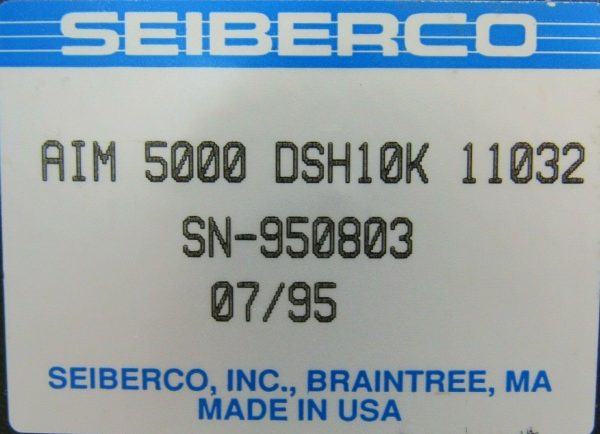 SEIBERCO
AIM 5000 DSH10K 11032
SN-950803
07/95
SEIBERCO, INC., BRAINTREE, MA
MADE IN USA